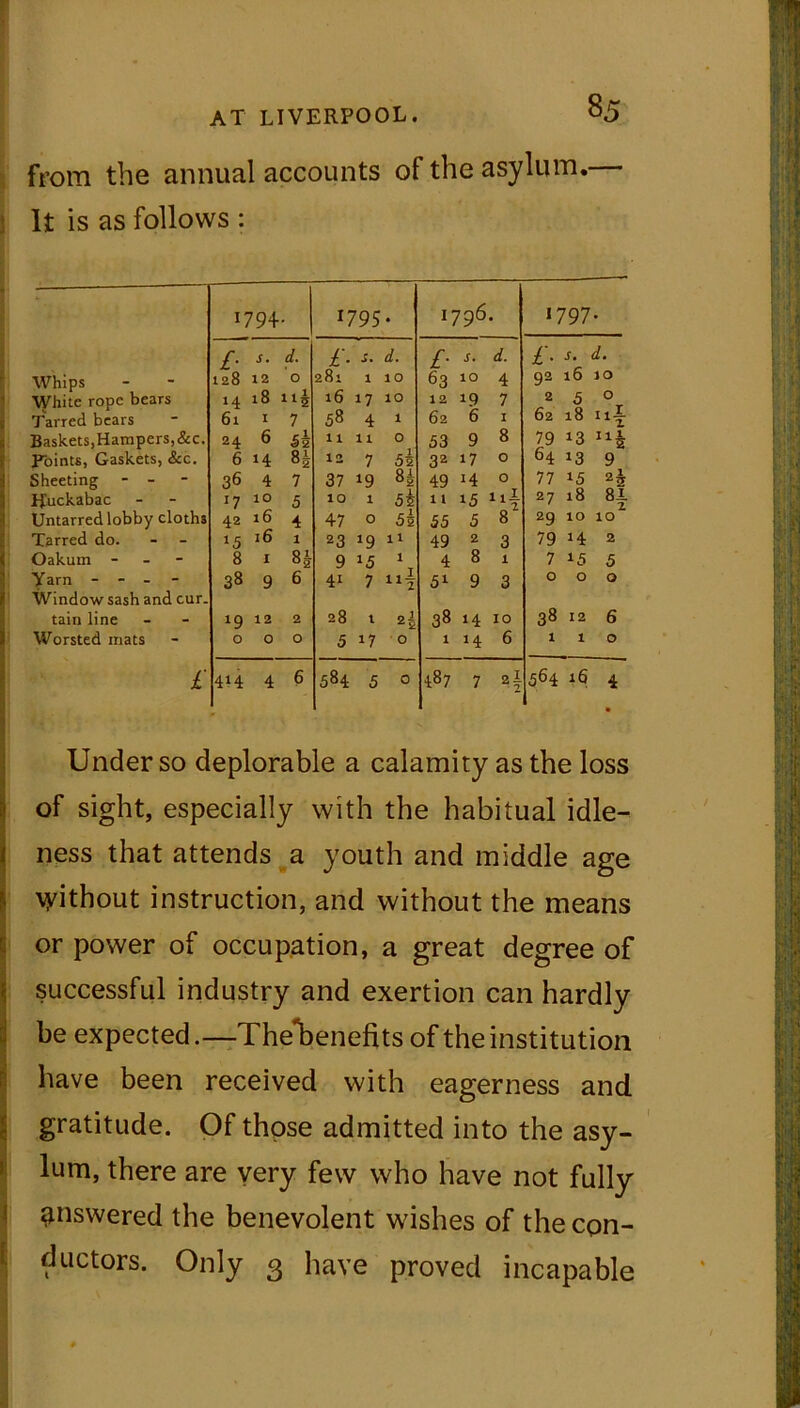 AT LIVERPOOL. 85
from the annual accounts of the asylum.—
It is as follows :
1794. 1795. 1796. 1797.
£. s. d. £. s. d. £. s. d. £. s. d.
Whips - - 128 12 0 281 1 10 63 10 4 92 16 10
White rope bears 14 18 11½ 16 17 10 12 19 7 2 5 0
Tarred bears - 61 1 7 58 4 1 62 6 1 62 18 11½
Baskets,Hampers,&c. 24 6 5½ 11 11 0 53 9 8 79 13 11½
Points, Gaskets, &c. 6 14 8½ 12 7 5½ 32 17 0 64 13 9
Sheeting - - - 36 4 7 37 19 8½ 49 14 0 77 15 2½
Huckabac - - 17 10 5 10 1 5½ 11 15 11½ 27 18 8½
Untarred lobby cloths 42 16 4 47 0 5½ 55 5 8 29 10 10
Tarred do. - - 15 16 1 23 19 11 49 2 3 79 14 2
Oakum - - - 8 1 8½ 9 15 1 4 8 1 7 15 5
Yarn - - - - 38 9 6 41 7 11½ 51 9 3 0 0 0
Window sash and cur-
tain line - - 19 12 2 28 1 2½ 38 14 10 38 12 6
Worsted mats - 0 0 0 5 17 0 1 14 6 1 1 0
£ 414 4 6 584 5 0 487 7 2½ 564 16 4
Under so deplorable a calamity as the loss
of sight, especially with the habitual idle-
ness that attends a youth and middle age
without instruction, and without the means
or power of occupation, a great degree of
successful industry and exertion can hardly
be expected.—The benefits of the institution
have been received with eagerness and
gratitude. Of those admitted into the asy-
lum, there are very few who have not fully
answered the benevolent wishes of the con-
ductors. Only 3 have proved incapable